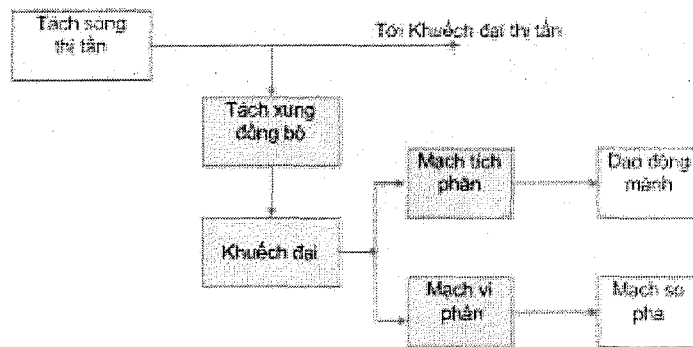 Tách sóng
thị tần
Tới Khuếch đại thị tần
Tách xung
đồng bộ
Mạch tích
phân
Dao động
mành
Khuếch đại
Mạch vi
phân
Mạch so
pha